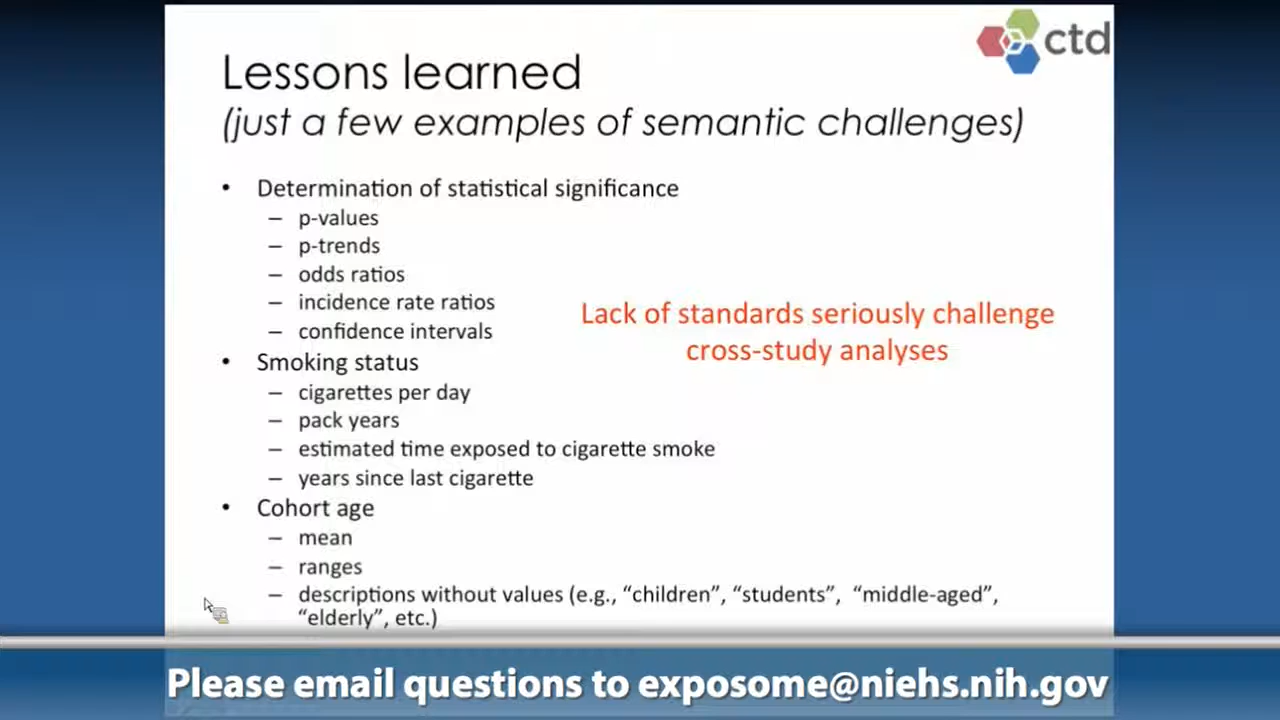 ctd
Lessons learned
(just a few examples of semantic challenges)
• Determination of statistical significance
– p-values
– p-trends
– odds ratios
– incidence rate ratios
– confidence intervals
Lack of standards seriously challenge
cross-study analyses
• Smoking status
– cigarettes per day
– pack years
– estimated time exposed to cigarette smoke
– years since last cigarette
• Cohort age
– mean
– ranges
– descriptions without values (e.g., “children”, “students”, “middle-aged”,
“elderly”, etc.)
Please email questions to exposome@niehs.nih.gov